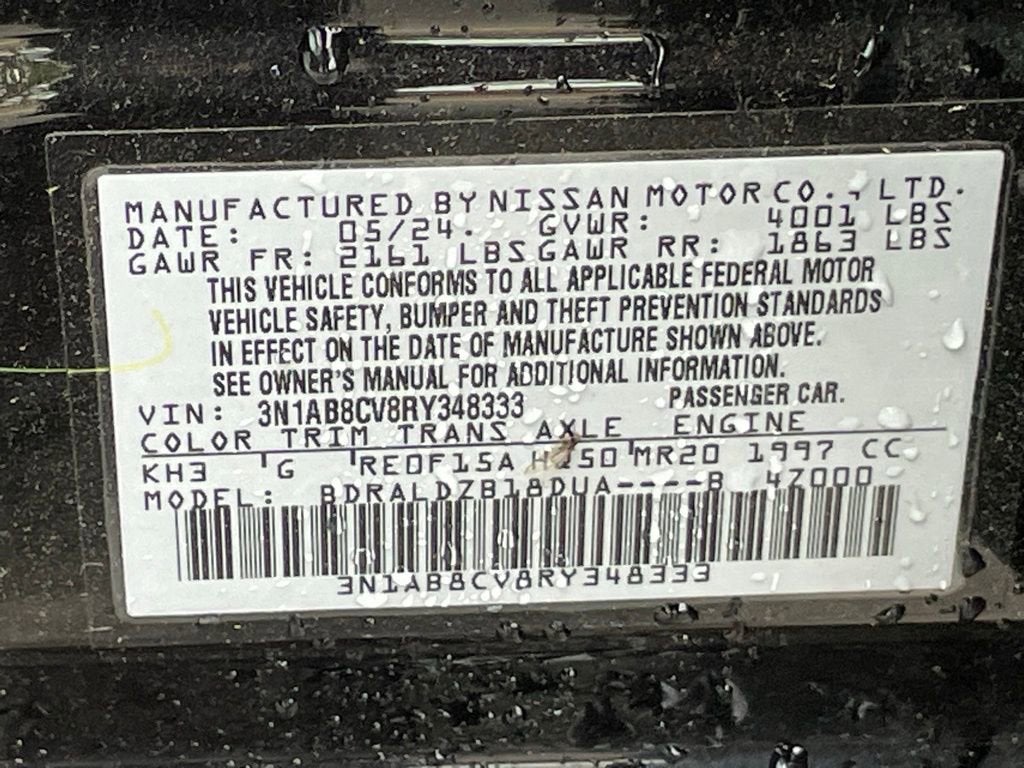 MANUFACTURED BY NISSAN MOTOR CO., LTD.
DATE: 05/24. GVWR: 4001 LBS
GAWR FR: 2161 LBS GAWR RR: 1863 LBS
THIS VEHICLE CONFORMS TO ALL APPLICABLE FEDERAL MOTOR
VEHICLE SAFETY, BUMPER AND THEFT PREVENTION STANDARDS
IN EFFECT ON THE DATE OF MANUFACTURE SHOWN ABOVE.
SEE OWNER'S MANUAL FOR ADDITIONAL INFORMATION.
VIN: 3N1AB8CV8RY348333 PASSENGER CAR.
COLOR TRIM TRANS AXLE ENGINE
KH3 G RE0F15A MR20 1997 CC
MODEL: BDRALDZB18DUA----B 4Z000
3N1AB8CV8RY348333